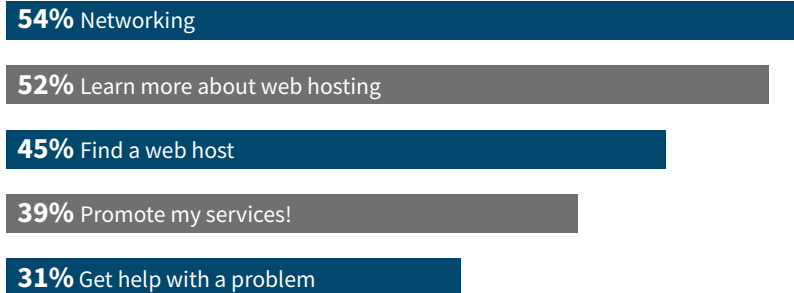 54% Networking
52% Learn more about web hosting
45% Find a web host
39% Promote my services!
31% Get help with a problem